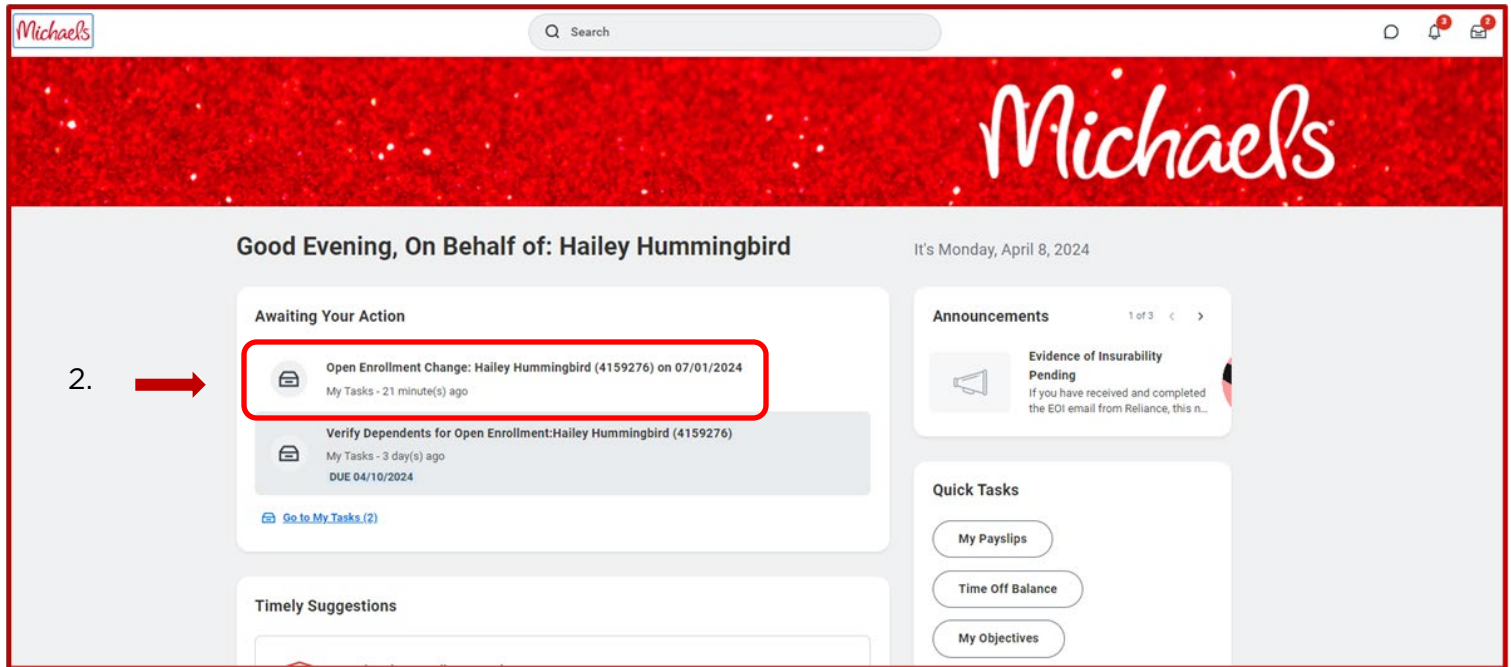 Michaels
Search
3
2
Michaels
Good Evening, On Behalf of: Hailey Hummingbird
It's Monday, April 8, 2024
Awaiting Your Action
2.
Open Enrollment Change: Hailey Hummingbird (4159276) on 07/01/2024
My Tasks - 21 minute(s) ago
Verify Dependents for Open Enrollment:Hailey Hummingbird (4159276)
My Tasks - 3 day(s) ago
DUE 04/10/2024
Go to My Tasks (2)
Timely Suggestions
Announcements
1 of 3
Evidence of Insurability
Pending
If you have received and completed
the EOI email from Reliance, this n...
Quick Tasks
My Payslips
Time Off Balance
My Objectives